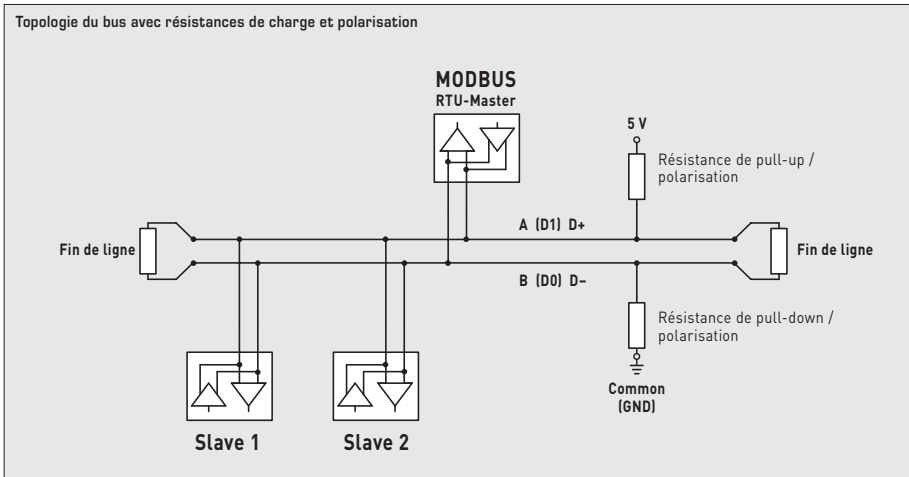 Topologie du bus avec résistances de charge et polarisation
MODBUS
RTU-Master
5 V
Résistance de pull-up /
polarisation
A (D1) D+
Fin de ligne
Fin de ligne
B (D0) D–
Résistance de pull-down /
polarisation
Common
(GND)
Slave 1
Slave 2